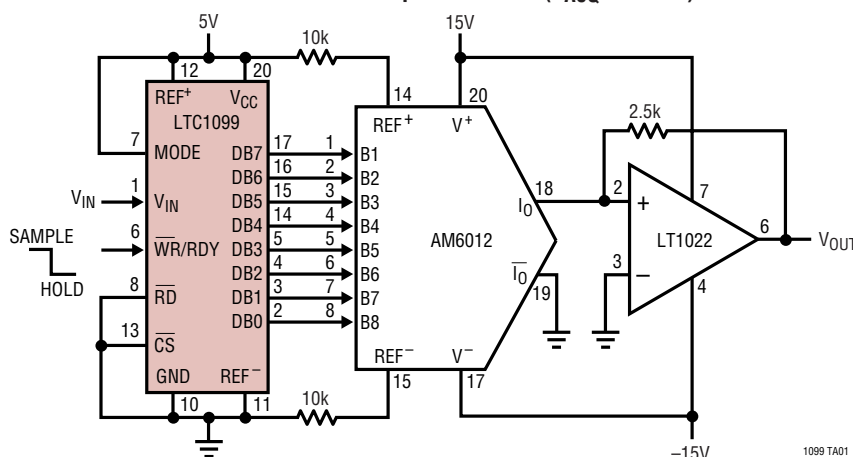 5V
15V
10k
12
20
14
20
REF+
VCC
LTC1099
REF+
V+
2.5k
7
MODE
DB7
17
1
B1
DB6
16
2
B2
VIN
1
VIN
DB5
15
3
B3
DB4
14
4
B4
IO
18
2
+
7
SAMPLE
6
WR/RDY
DB3
5
5
B5
AM6012
LT1022
6
VOUT
HOLD
DB2
4
6
B6
IO
19
3
–
4
8
RD
DB1
3
7
B7
DB0
2
8
B8
13
CS
GND
REF–
REF–
V–
10
11
10k
15
17
–15V
1099 TA01